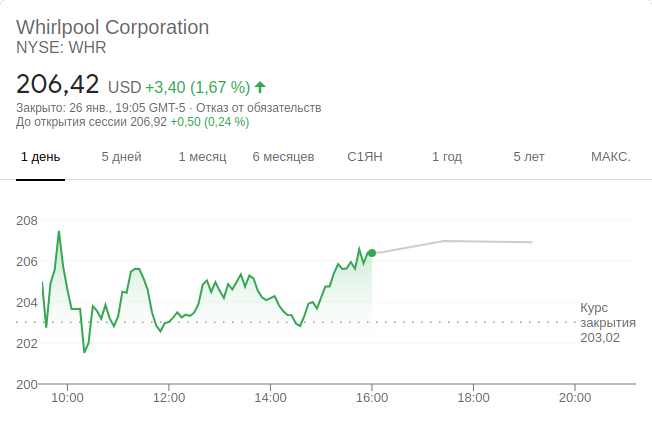 Whirlpool Corporation
NYSE: WHR
206,42 USD +3,40 (1,67 %)
Закрыто: 26 янв., 19:05 GMT-5 · Отказ от обязательств
До открытия сессии 206,92 +0,50 (0,24 %)
1 день 5 дней 1 месяц 6 месяцев С1ЯН 1 год 5 лет МАКС.
208
206
204
202
200
Курс
закрытия
203,02
10:00 12:00 14:00 16:00 18:00 20:00